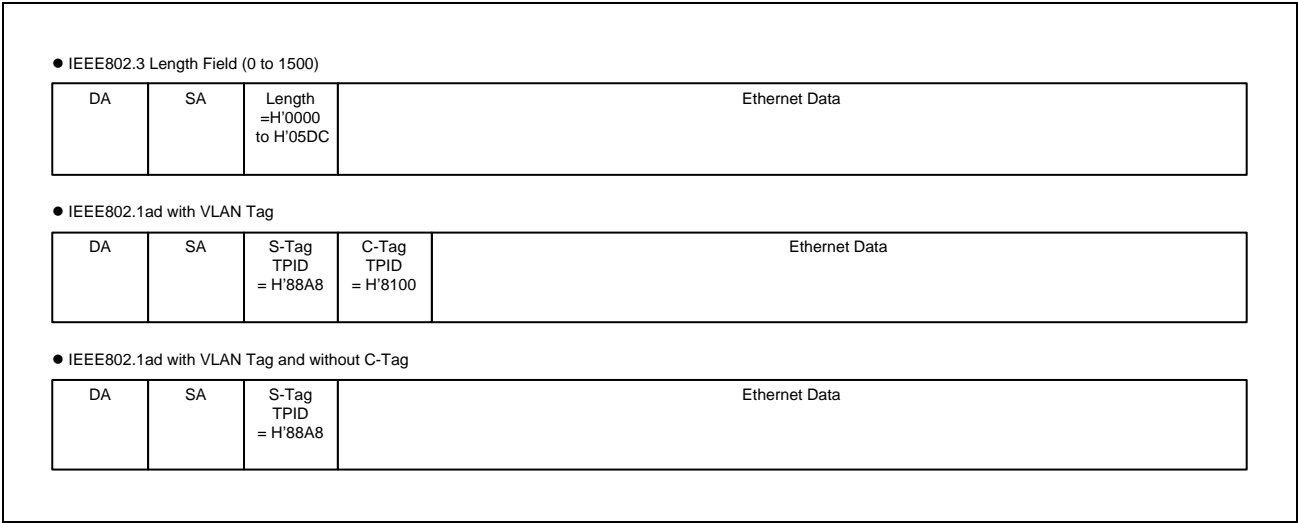 ● IEEE802.3 Length Field (0 to 1500)
DA
SA
Length
=H'0000
to H'05DC
Ethernet Data
● IEEE802.1ad with VLAN Tag
DA
SA
S-Tag
TPID
= H'88A8
C-Tag
TPID
= H'8100
Ethernet Data
● IEEE802.1ad with VLAN Tag and without C-Tag
DA
SA
S-Tag
TPID
= H'88A8
Ethernet Data